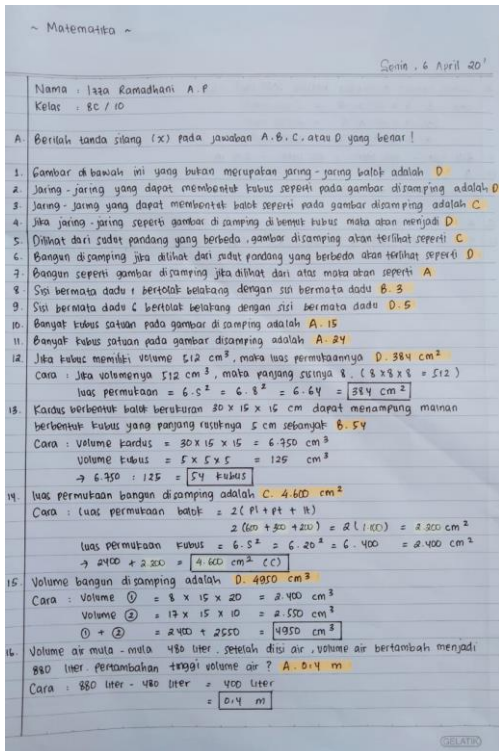 ~ Matematika ~
Senin, 6 April 20'
Nama : Izza Ramadhani A.P
Kelas : 8C / 10
A. Berilah tanda silang (x) pada jawaban A.B.C. atau D yang benar !
1. Gambar di bawah ini yang bukan merupakan jaring - jaring balok adalah D
2. Jaring - jaring yang dapat membentuk kubus seperti pada gambar disamping adalah D
3. Jaring - jaring yang dapat membentuk balok seperti pada gambar disamping adalah C
4. Jika jaring - jaring seperti gambar di samping dibentuk kubus maka akan menjadi D
5. Dilihat dari sudut pandang yang berbeda, gambar disamping akan terlihat seperti C
6. Bangun disamping jika dilihat dari sudut pandang yang berbeda akan terlihat seperti D
7. Bangun seperti gambar disamping jika dilihat dari atas maka akan seperti A
8. Sisi bermata dadu 1 bertolak belakang dengan sisi bermata dadu B. 3
9. Sisi bermata dadu 6 bertolak belakang dengan sisi bermata dadu D. 5
10. Banyak kubus satuan pada gambar disamping adalah A. 15
11. Banyak kubus satuan pada gambar disamping adalah A. 24
12. Jika kubus memiliki volume 512 cm³, maka luas permukaannya D. 384 cm²
Cara : Jika volumenya 512 cm³, maka panjang sisinya 8. (8 x 8 x 8 = 512)
luas permukaan = 6.s² = 6.8² = 6.64 = 384 cm²
13. Kardus berbentuk balok berukuran 30 x 15 x 15 cm dapat menampung mainan
berbentuk kubus yang panjang rusuknya 5 cm sebanyak B. 54
Cara : Volume kardus = 30 x 15 x 15 = 6.750 cm³
Volume kubus = 5 x 5 x 5 = 125 cm³
→ 6.750 : 125 = 54 kubus
14. luas permukaan bangun disamping adalah C. 4.600 cm²
Cara : luas permukaan balok = 2(pl + pt + lt)
2(600 + 300 + 200) = 2(1.100) = 2.200 cm²
luas permukaan kubus = 6.s² = 6.20² = 6.400 = 2.400 cm²
→ 2400 + 2.200 = 4.600 cm² (C)
15. Volume bangun disamping adalah D. 4950 cm³
Cara : Volume ① = 8 x 15 x 20 = 2.400 cm³
Volume ② = 17 x 15 x 10 = 2.550 cm³
① + ② = 2400 + 2550 = 4950 cm³
16. Volume air mula - mula 480 liter. setelah diisi air, volume air bertambah menjadi
880 liter. pertambahan tinggi volume air ? A. 0,4 m
Cara : 880 liter - 480 liter = 400 liter
= 0,4 m
GELATIK